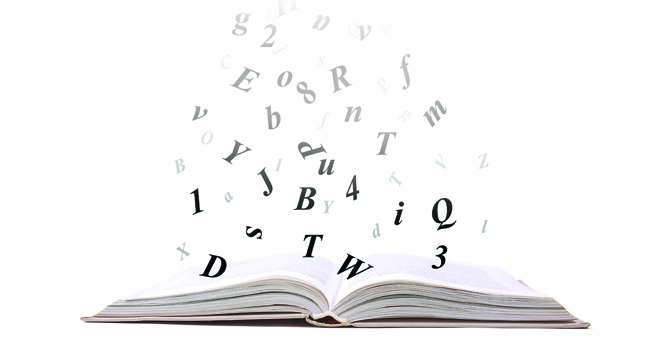 H
g D v
2
C s
E o 8 R f
v b f n m
O
Y P T
B J I u v Z
1 a B Y 4 T i Q
s d I
x T 3
D W